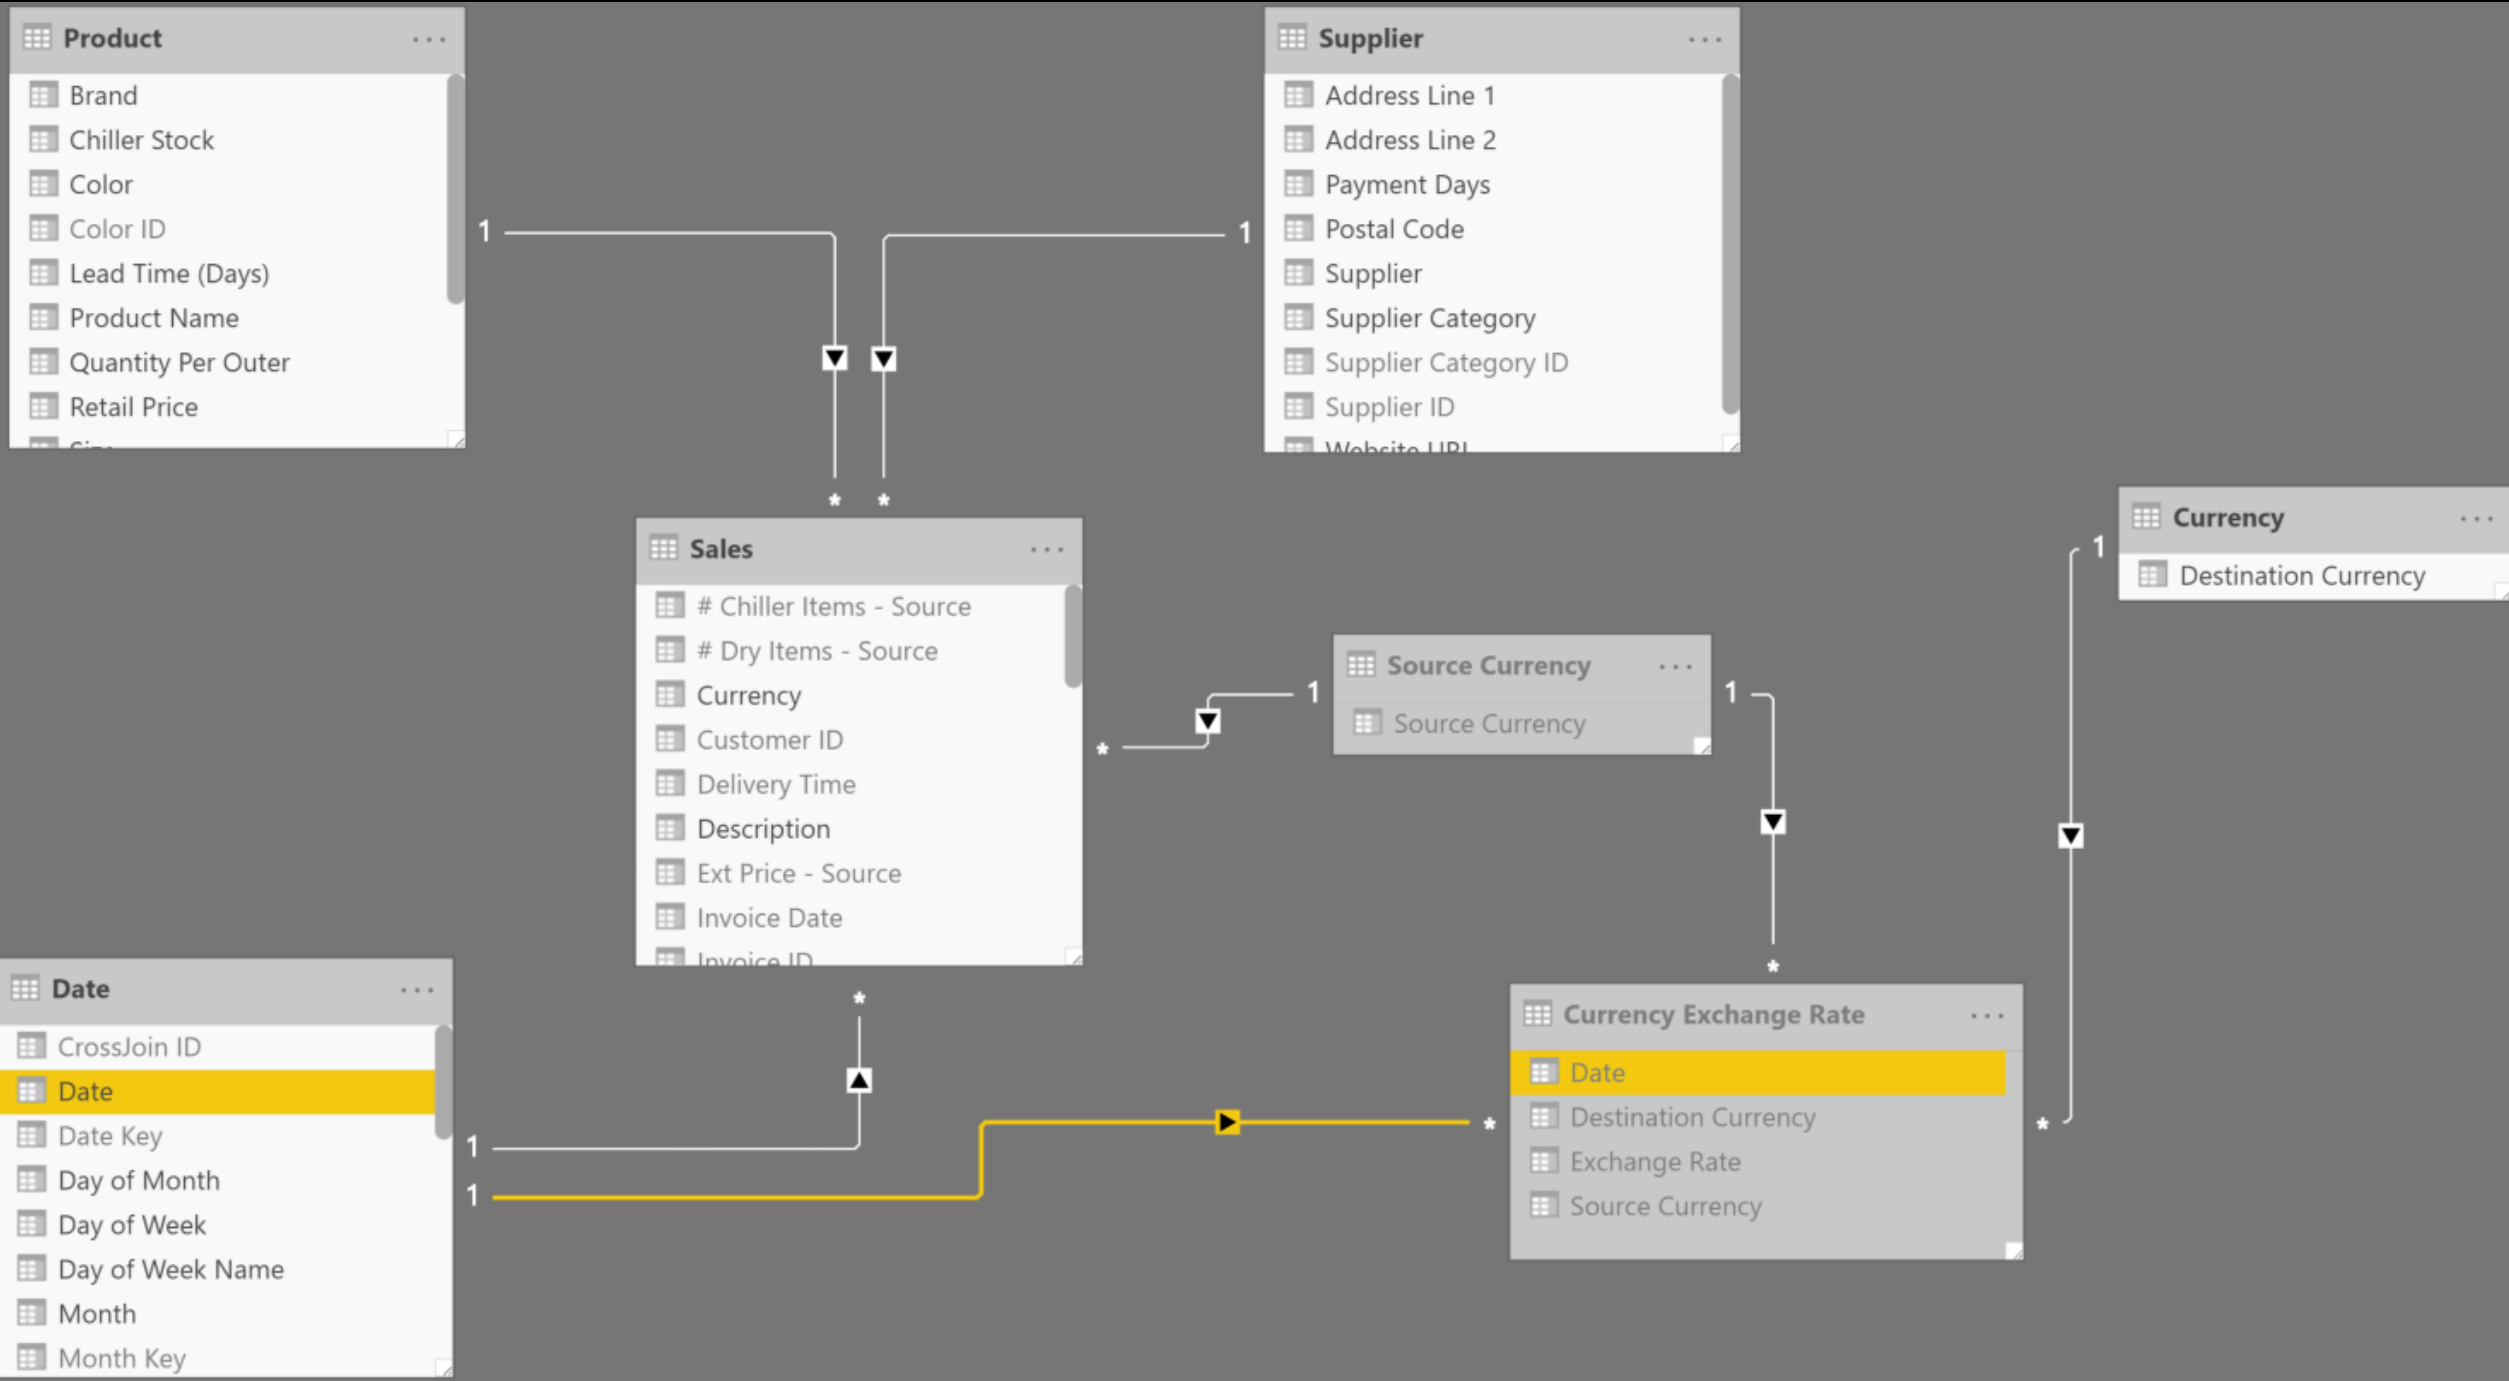 Product
Brand
Chiller Stock
Color
Color ID
Lead Time (Days)
Product Name
Quantity Per Outer
Retail Price
Size
1
Supplier
Address Line 1
Address Line 2
Payment Days
Postal Code
Supplier
Supplier Category
Supplier Category ID
Supplier ID
Website URL
1
*
*
Sales
# Chiller Items - Source
# Dry Items - Source
Currency
Customer ID
Delivery Time
Description
Ext Price - Source
Invoice Date
Invoice ID
*
1
Source Currency
Source Currency
1
*
Currency
Destination Currency
1
*
Date
CrossJoin ID
Date
Date Key
Day of Month
Day of Week
Day of Week Name
Month
Month Key
1
1
*
*
Currency Exchange Rate
Date
Destination Currency
Exchange Rate
Source Currency